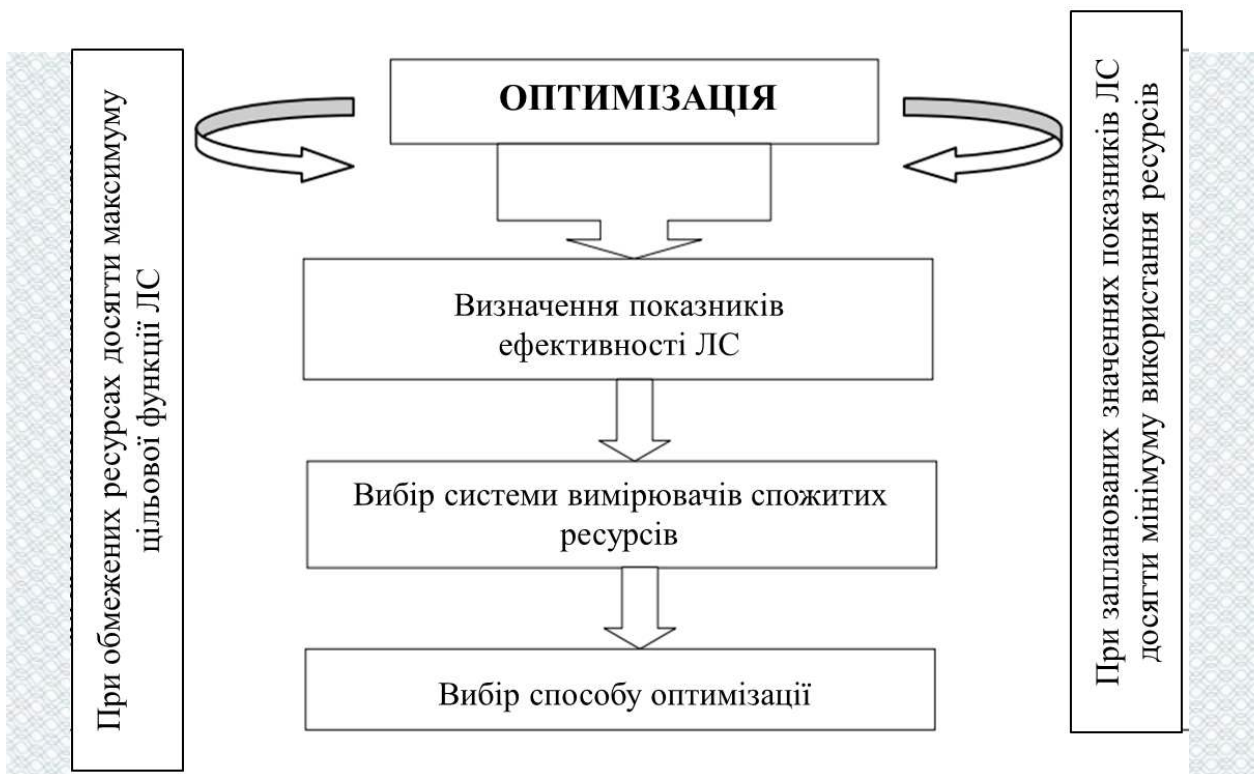 ОПТИМІЗАЦІЯ
При обмежених ресурсах досягти максимуму
цільової функції ЛС
Визначення показників
ефективності ЛС
Вибір системи вимірювачів спожитих
ресурсів
Вибір способу оптимізації
При запланованих значеннях показників ЛС
досягти мінімуму використання ресурсів